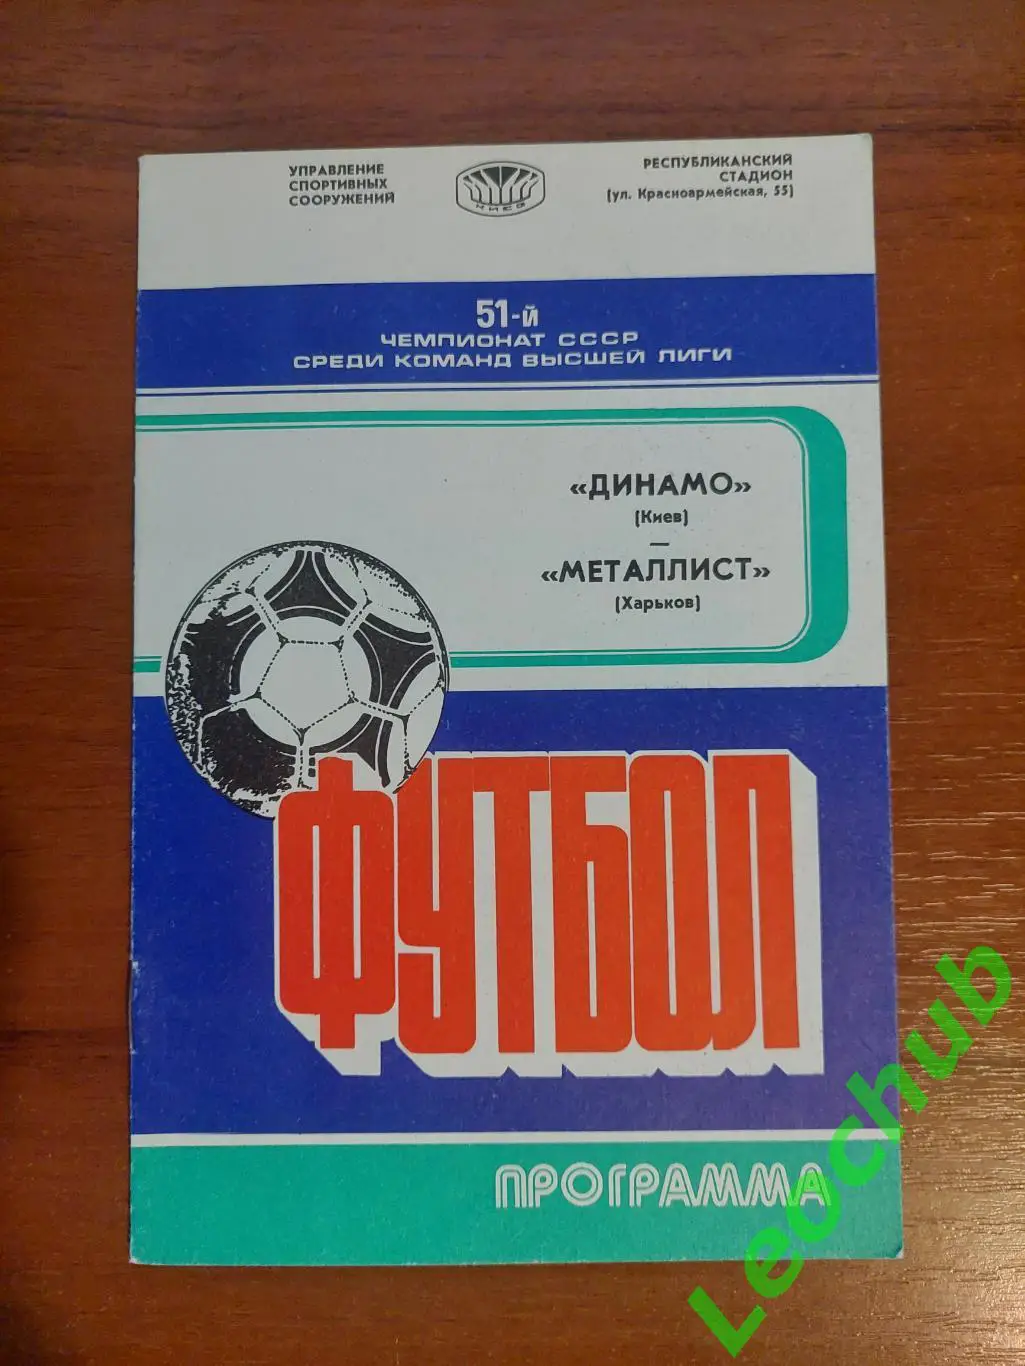 УПРАВЛЕНИЕ
СПОРТИВНЫХ
СООРУЖЕНИЙ
КИЕВ
РЕСПУБЛИКАНСКИЙ
СТАДИОН
(ул. Красноармейская, 55)
51-й
ЧЕМПИОНАТ СССР
СРЕДИ КОМАНД ВЫСШЕЙ ЛИГИ
«ДИНАМО»
(Киев)
—
«МЕТАЛЛИСТ»
(Харьков)
ФУТБОЛ
ПРОГРАММА
Leochub